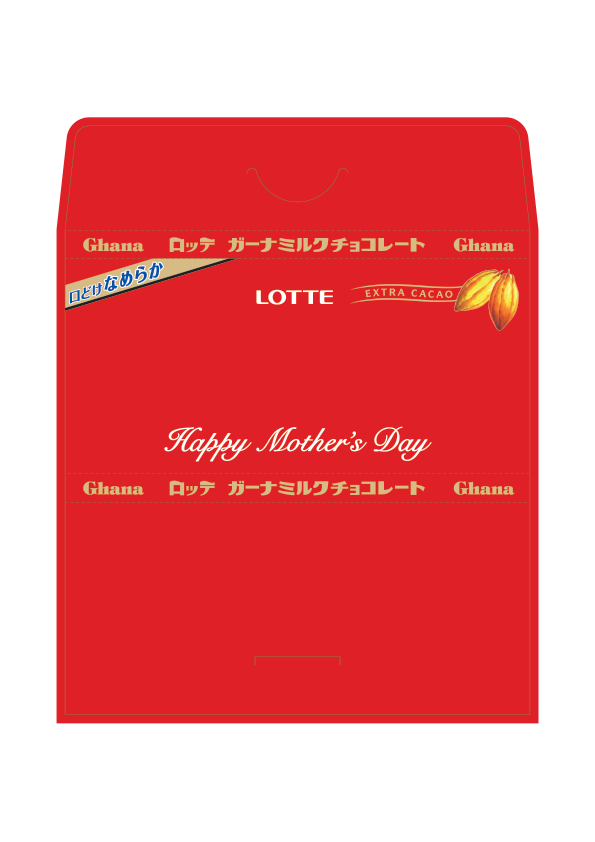 Ghana ロッテ ガーナミルクチョコレート Ghana
口どけなめらか
LOTTE
EXTRA CACAO
Happy Mother's Day
Ghana ロッテ ガーナミルクチョコレート Ghana